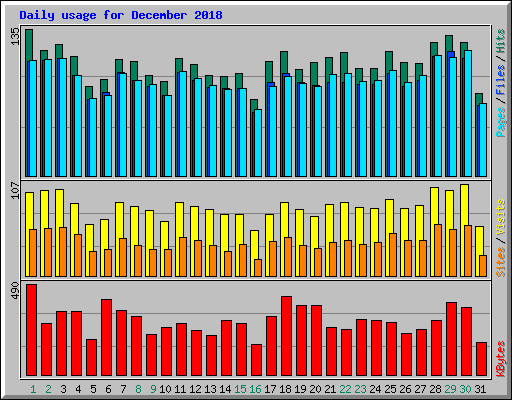 Daily usage for December 2018
135
Pages / Files / Hits
107
Sites / Visits
490
KBytes
1 2 3 4 5 6 7 8 9 10 11 12 13 14 15 16 17 18 19 20 21 22 23 24 25 26 27 28 29 30 31